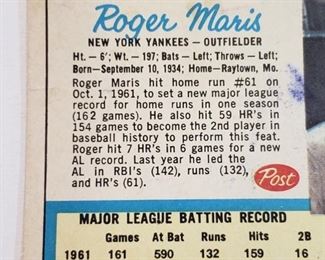 Roger Maris
NEW YORK YANKEES — OUTFIELDER
Ht. - 6'; Wt. - 197; Bats - Left; Throws - Left;
Born—September 10, 1934; Home—Raytown, Mo.
Roger Maris hit home run #61
on Oct. 1, 1961, to set a new major
league record for home runs in one season
(162 games). He also hit 59 HR's in
154 games to become the 2nd player in
baseball history to perform this feat.
Roger hit 7 HR's in 6 games for a new
AL record. Last year he led the
AL in RBI's (142), runs (132),
and HR's (61).
Post
MAJOR LEAGUE BATTING RECORD
Games At Bat Runs Hits 2B
1961 161 590 132 159 16